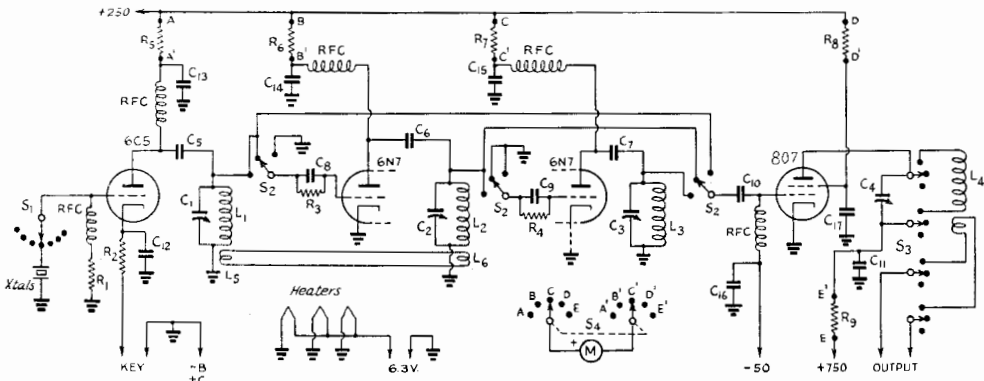 +250 A B C D
R5 R6 R7 R8
A' B' RFC C' RFC D'
C13 C14 C15
RFC
6C5 C5 C6 6N7 6N7 C7 807
S1 RFC S2 C8 R3 S2 C9 R4 S2 C10 C4 L4
C1 L1 C2 L2 C3 L3 RFC C17 S3
R2 C12 C11
Xtals R1 L5 L6 C16
Heaters
A B C D E A' B' C' D' E' E'
S4 R9
+ M E
KEY -B 6.3V. -50 +750 OUTPUT
+C